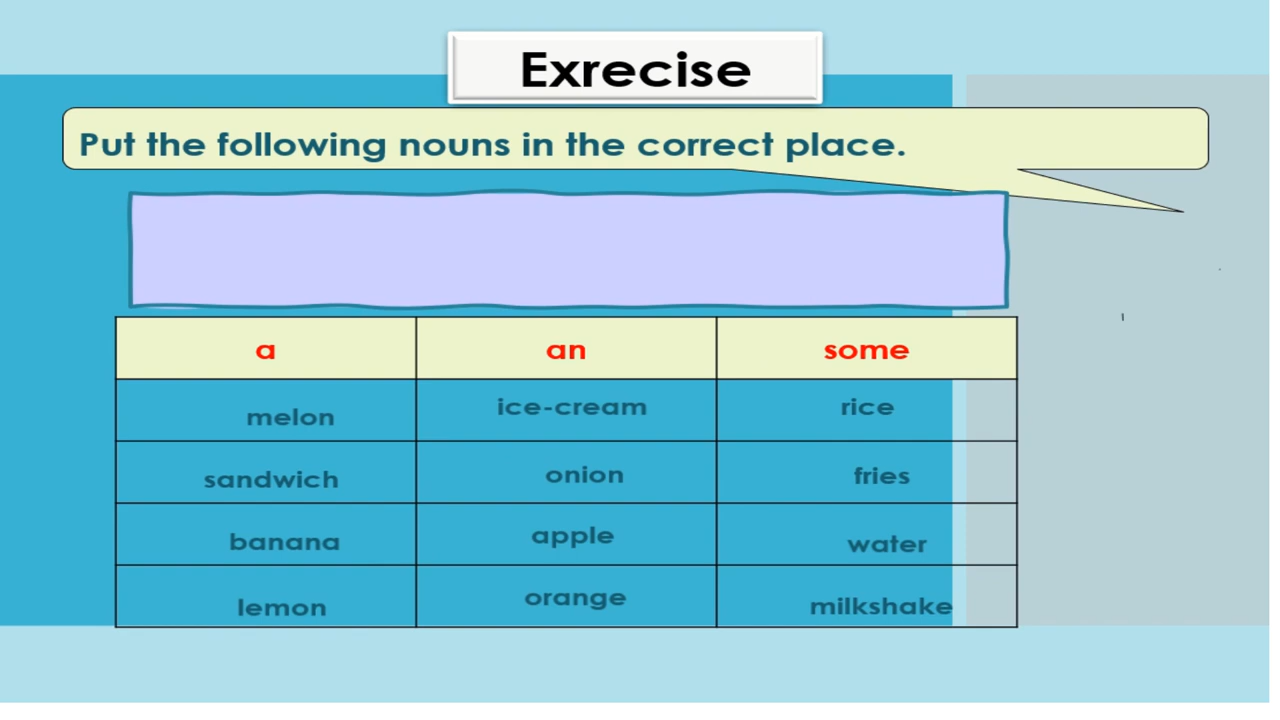 Exrecise
Put the following nouns in the correct place.
a an some
melon ice-cream rice
sandwich onion fries
banana apple water
lemon orange milkshake